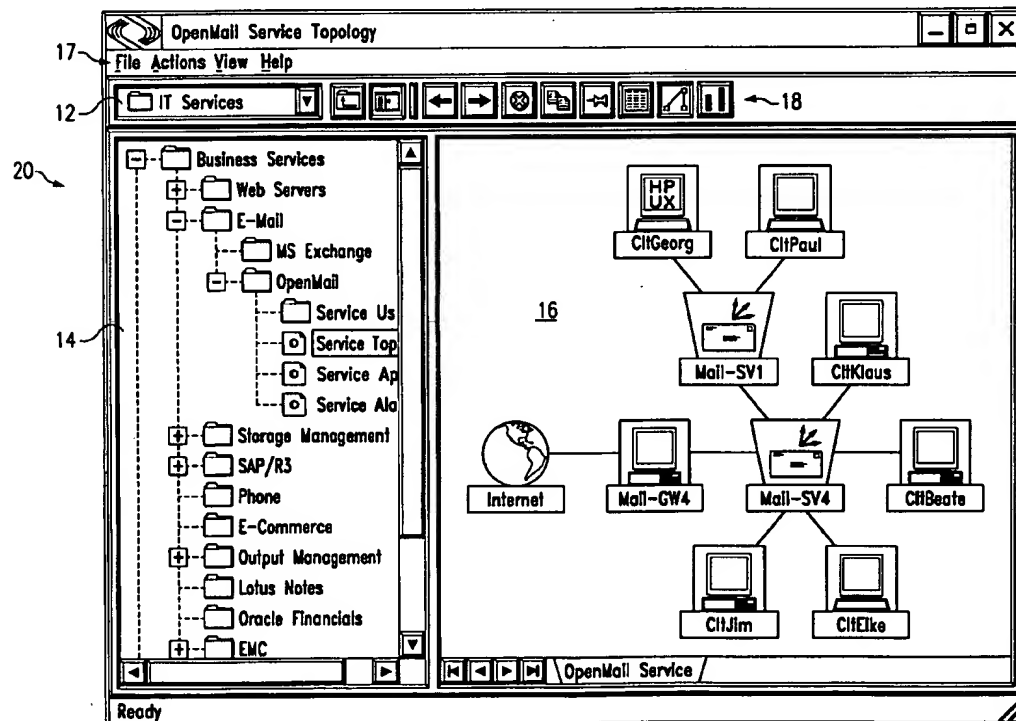 OpenMail Service Topology
17
File Actions View Help
12
IT Services
18
20
14
Business Services
Web Servers
E-Mail
MS Exchange
OpenMail
Service Us
Service Top
Service Ap
Service Ala
Storage Management
SAP/R3
Phone
E-Commerce
Output Management
Lotus Notes
Oracle Financials
EMC
16
HP
UX
CltGeorg
CltPaul
Mail-SV1
CltKlaus
Internet
Mail-GW4
Mail-SV4
CltBeate
CltJim
CltElke
OpenMail Service
Ready